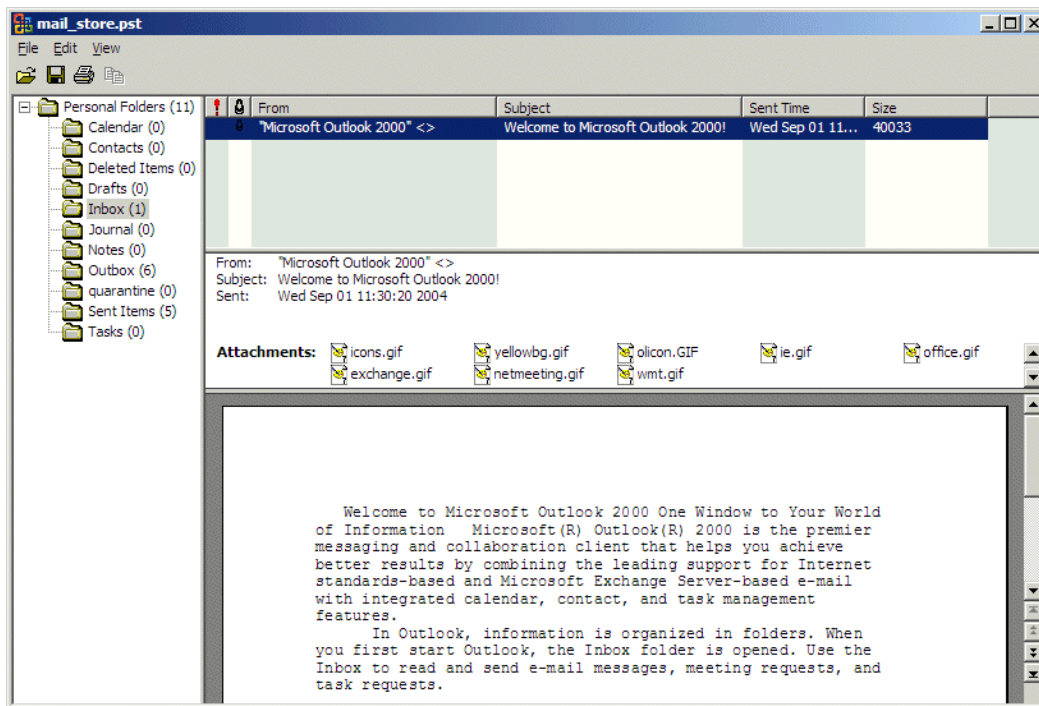 mail_store.pst
File Edit View
Personal Folders (11)
Calendar (0)
Contacts (0)
Deleted Items (0)
Drafts (0)
Inbox (1)
Journal (0)
Notes (0)
Outbox (6)
quarantine (0)
Sent Items (5)
Tasks (0)
From Subject Sent Time Size
"Microsoft Outlook 2000" <> Welcome to Microsoft Outlook 2000! Wed Sep 01 11... 40033
From: "Microsoft Outlook 2000" <>
Subject: Welcome to Microsoft Outlook 2000!
Sent: Wed Sep 01 11:30:20 2004
Attachments: icons.gif yellowbg.gif olicon.GIF ie.gif office.gif
exchange.gif netmeeting.gif wmt.gif
Welcome to Microsoft Outlook 2000 One Window to Your World
of Information Microsoft(R) Outlook(R) 2000 is the premier
messaging and collaboration client that helps you achieve
better results by combining the leading support for Internet
standards-based and Microsoft Exchange Server-based e-mail
with integrated calendar, contact, and task management
features.
In Outlook, information is organized in folders. When
you first start Outlook, the Inbox folder is opened. Use the
Inbox to read and send e-mail messages, meeting requests, and
task requests.